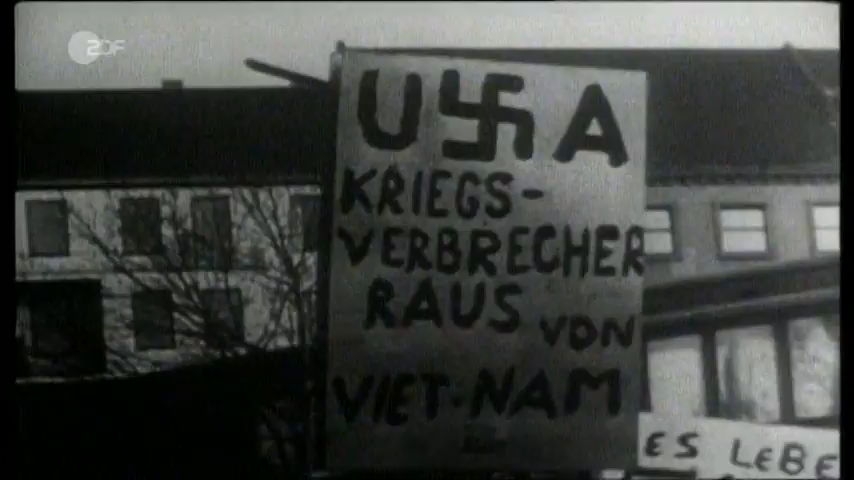 ZDF
U卐A
KRIEGS-
VERBRECHER
RAUS VON
VIET-NAM
ES LEBE